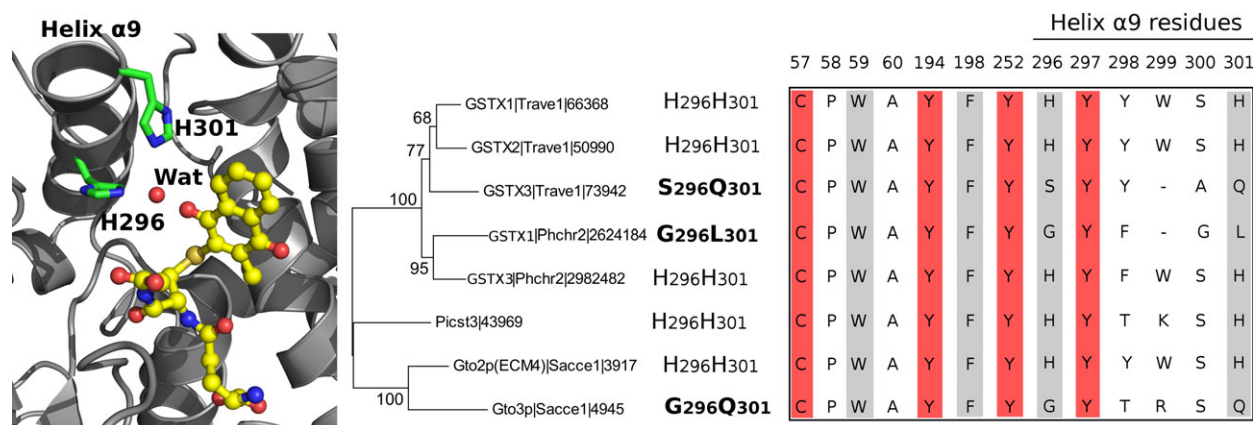 Helix α9
H301
Wat
H296
Helix α9 residues
57 58 59 60 194 198 252 296 297 298 299 300 301
68
77
100
95
100
GSTX1|Trave1|66368 H296H301 C P W A Y F Y H Y Y W S H
GSTX2|Trave1|50990 H296H301 C P W A Y F Y H Y Y W S H
GSTX3|Trave1|73942 S296Q301 C P W A Y F Y S Y Y - A Q
GSTX1|Phchr2|2624184 G296L301 C P W A Y F Y G Y F - G L
GSTX3|Phchr2|2982482 H296H301 C P W A Y F Y H Y F W S H
Picst3|43969 H296H301 C P W A Y F Y H Y T K S H
Gto2p(ECM4)|Sacce1|3917 H296H301 C P W A Y F Y H Y Y W S H
Gto3p|Sacce1|4945 G296Q301 C P W A Y F Y G Y T R S Q